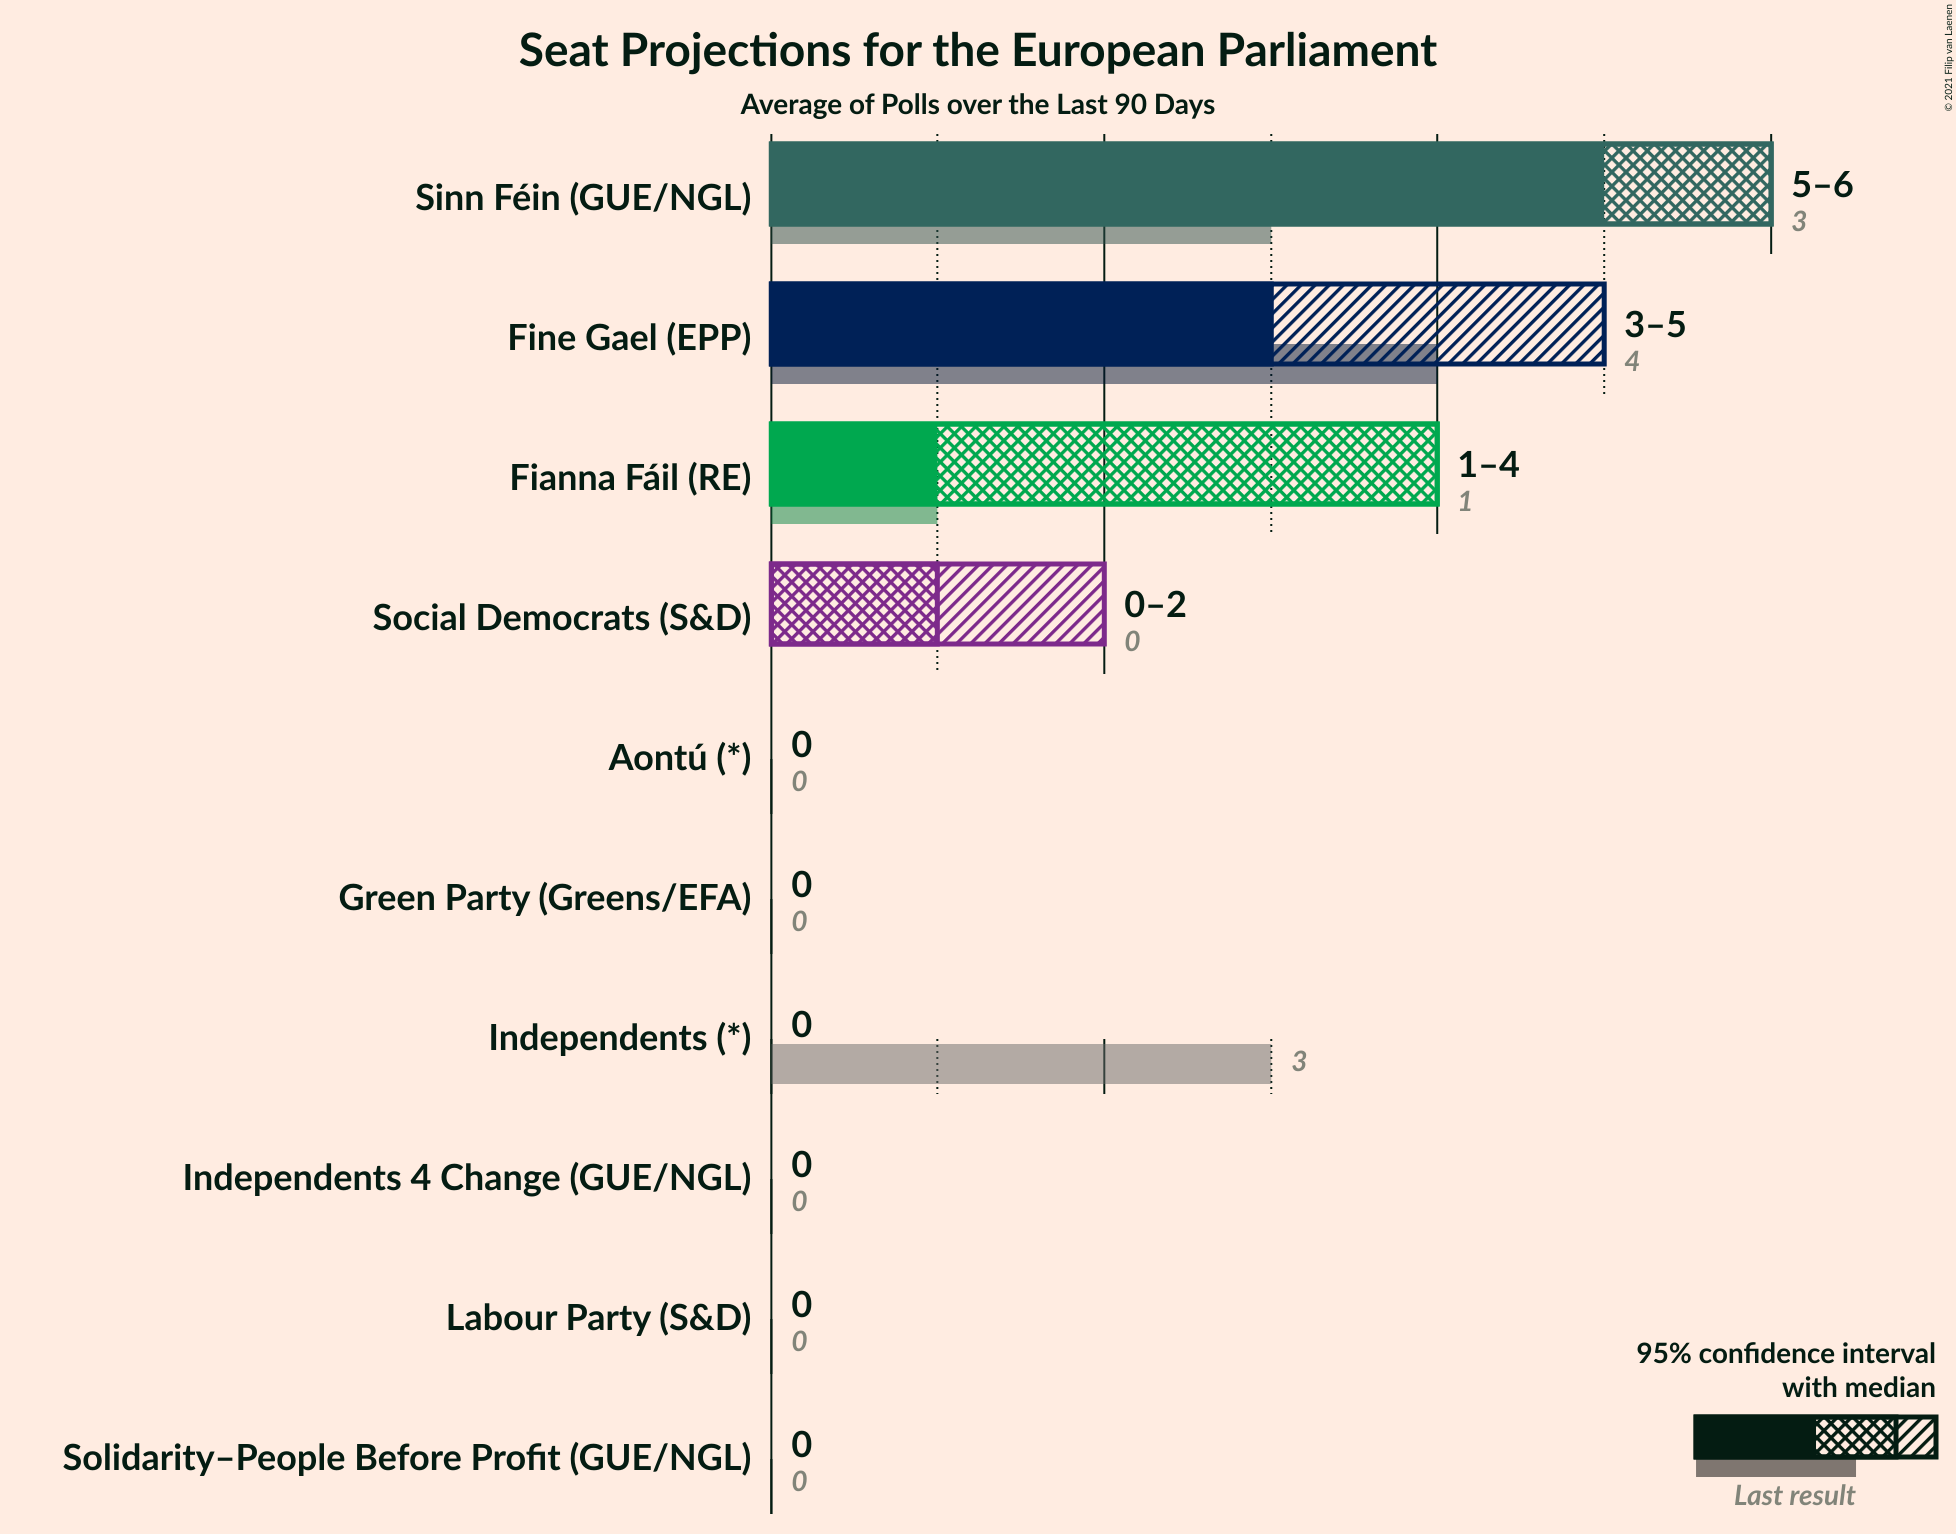 Seat Projections for the European Parliament
Average of Polls over the Last 90 Days
© 2021 Filip van Laenen
Sinn Féin (GUE/NGL)
5–6
3
Fine Gael (EPP)
3–5
4
Fianna Fáil (RE)
1–4
1
Social Democrats (S&D)
0–2
0
Aontú (*)
0
0
Green Party (Greens/EFA)
0
0
Independents (*)
0
3
Independents 4 Change (GUE/NGL)
0
0
Labour Party (S&D)
0
0
Solidarity–People Before Profit (GUE/NGL)
0
0
95% confidence interval
with median
Last result